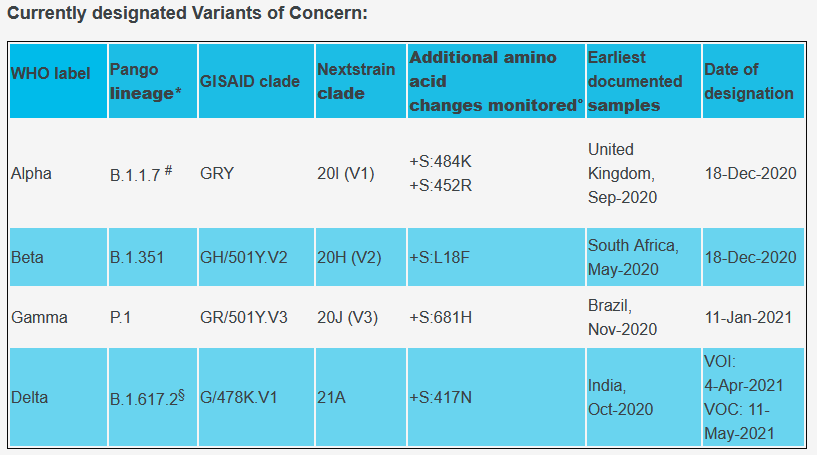 Currently designated Variants of Concern:
WHO label
Pango
lineage*
GISAID clade
Nextstrain
clade
Additional amino
acid
changes monitored°
Earliest
documented
samples
Date of
designation
Alpha
B.1.1.7 #
GRY
20I (V1)
+S:484K
+S:452R
United
Kingdom,
Sep-2020
18-Dec-2020
Beta
B.1.351
GH/501Y.V2
20H (V2)
+S:L18F
South Africa,
May-2020
18-Dec-2020
Gamma
P.1
GR/501Y.V3
20J (V3)
+S:681H
Brazil,
Nov-2020
11-Jan-2021
Delta
B.1.617.2§
G/478K.V1
21A
+S:417N
India,
Oct-2020
VOI:
4-Apr-2021
VOC: 11-
May-2021